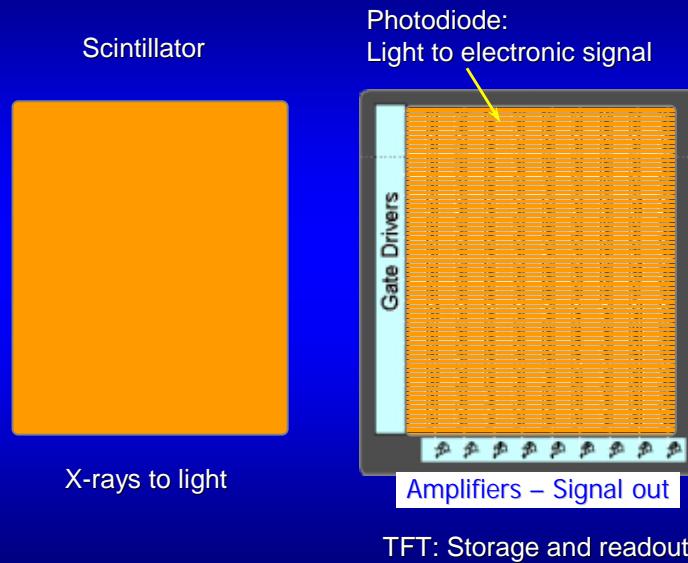 Scintillator
Photodiode:
Light to electronic signal
Gate Drivers
X-rays to light
Amplifiers – Signal out
TFT: Storage and readout